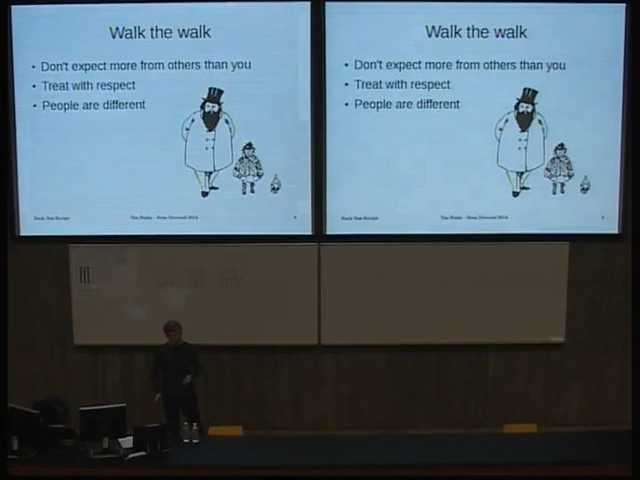 Walk the walk
• Don't expect more from others than you
• Treat with respect
• People are different
Walk the walk
• Don't expect more from others than you
• Treat with respect
• People are different